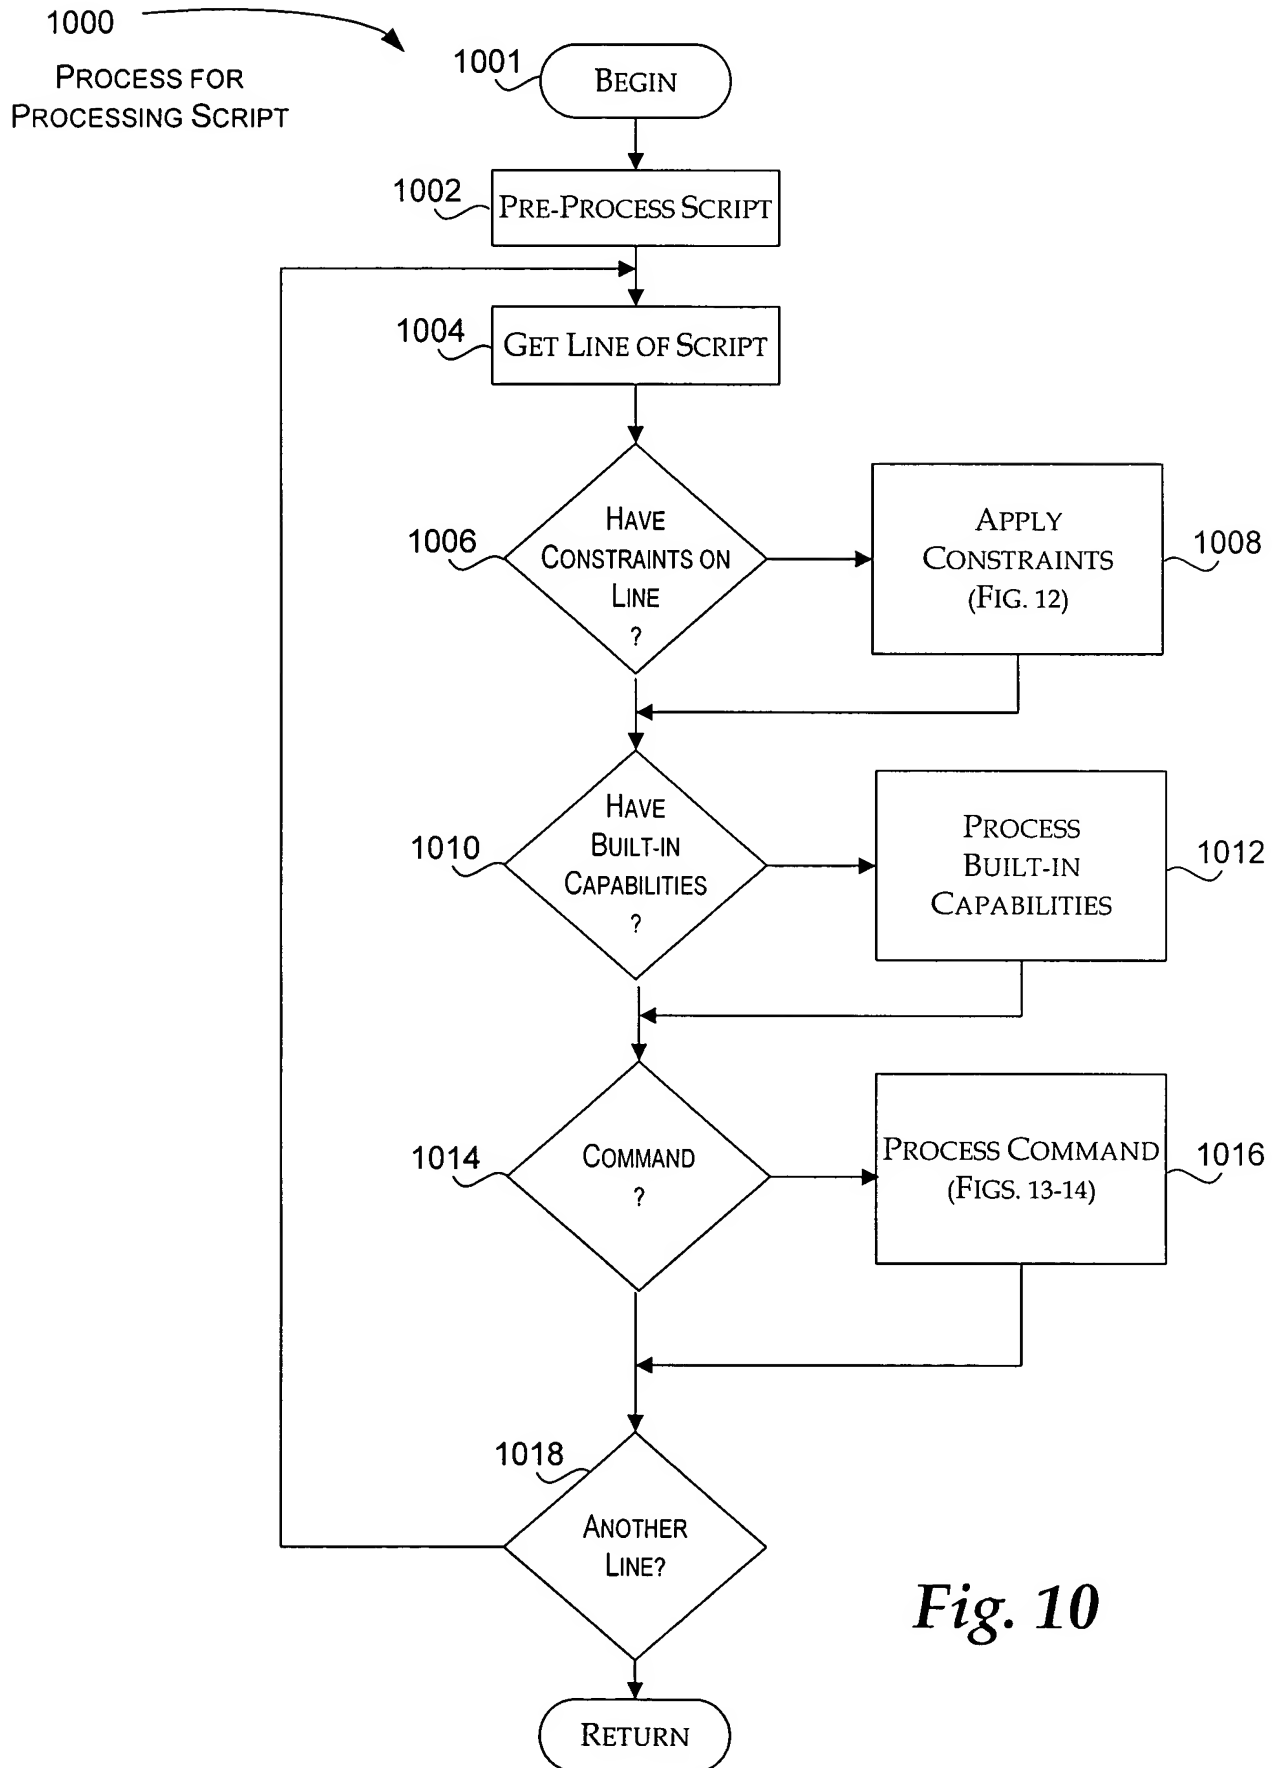 1000
PROCESS FOR
PROCESSING SCRIPT
1001
BEGIN
1002
PRE-PROCESS SCRIPT
1004
GET LINE OF SCRIPT
1006
HAVE
CONSTRAINTS ON
LINE
?
APPLY
CONSTRAINTS
(FIG. 12)
1008
1010
HAVE
BUILT-IN
CAPABILITIES
?
PROCESS
BUILT-IN
CAPABILITIES
1012
1014
COMMAND
?
PROCESS COMMAND
(FIGS. 13-14)
1016
1018
ANOTHER
LINE?
Fig. 10
RETURN